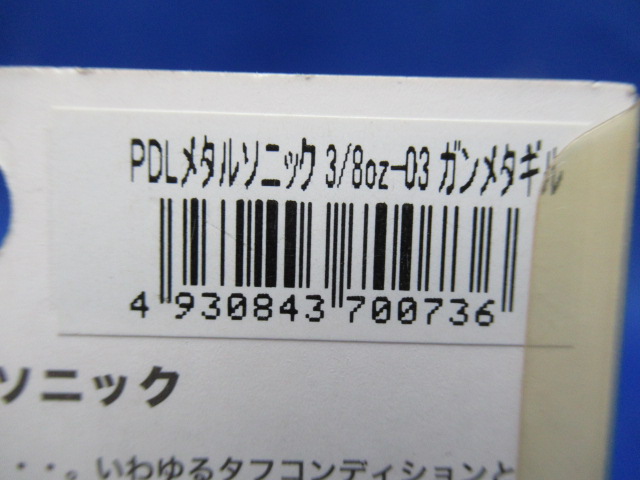 PDLメタルソニック 3/8oz-03 ガンメタギル
4 930843 700736
ソニック
・・。いわゆるタフコンディションと